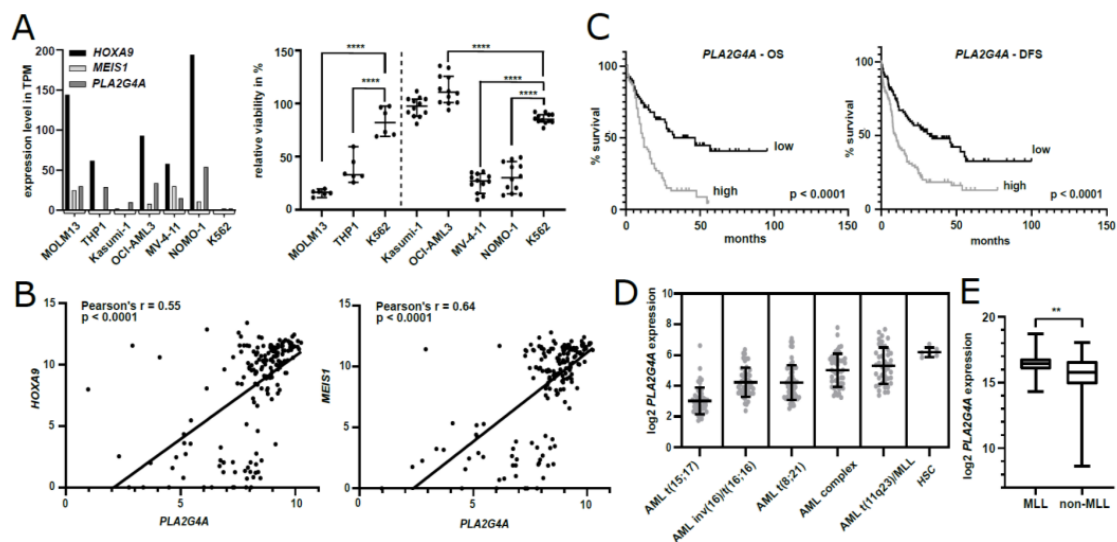 A
expression level in TPM
200
150
100
50
0
HOXA9
MEIS1
PLA2G4A
MOLM13
THP1
Kasumi-1
OCI-AML3
MV-4-11
NOMO-1
K562
relative viability in %
150
100
50
0
****
****
****
****
****
MOLM13
THP1
K562
Kasumi-1
OCI-AML3
MV-4-11
NOMO-1
K562
C
PLA2G4A - OS
% survival
100
50
0
low
high
p < 0.0001
0 50 100 150
months
PLA2G4A - DFS
% survival
100
50
0
low
high
p < 0.0001
0 50 100 150
months
B
Pearson's r = 0.55
p < 0.0001
HOXA9
15
10
5
0
0 5 10
PLA2G4A
Pearson's r = 0.64
p < 0.0001
MEIS1
15
10
5
0
0 5 10
PLA2G4A
D
log2 PLA2G4A expression
10
8
6
4
2
0
AML t(15;17)
AML inv(16)/t(16;16)
AML t(8;21)
AML complex
AML t(11q23)/MLL
HSC
E
log2 PLA2G4A expression
20
15
10
**
MLL non-MLL